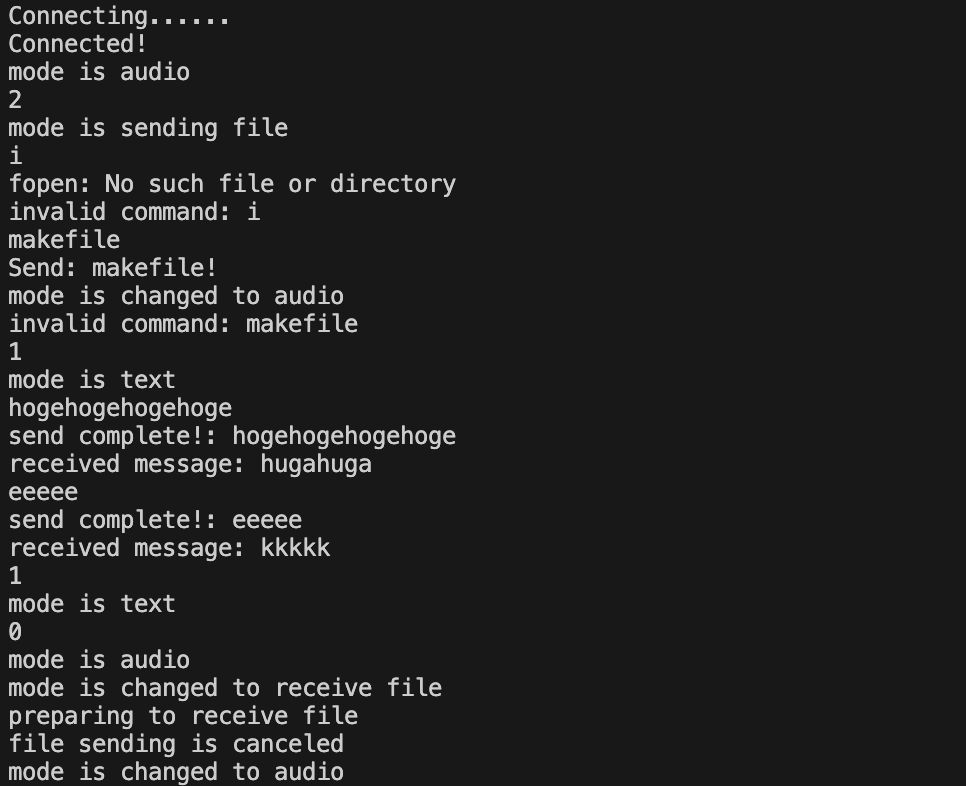 Connecting......
Connected!
mode is audio
2
mode is sending file
i
fopen: No such file or directory
invalid command: i
makefile
Send: makefile!
mode is changed to audio
invalid command: makefile
1
mode is text
hogehogehogehoge
send complete!: hogehogehogehoge
received message: hugahuga
eeeee
send complete!: eeeee
received message: kkkkk
1
mode is text
0
mode is audio
mode is changed to receive file
preparing to receive file
file sending is canceled
mode is changed to audio